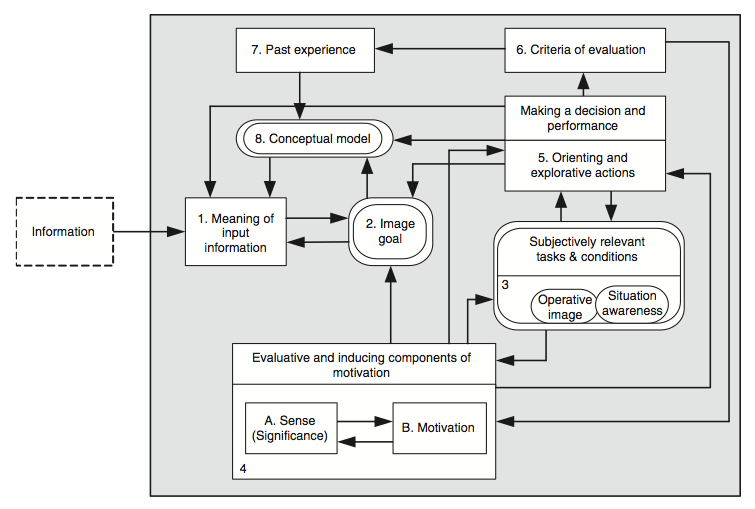 7. Past experience
6. Criteria of evaluation
Making a decision and
performance
8. Conceptual model
5. Orienting and
explorative actions
Information
1. Meaning of
input
information
2. Image
goal
Subjectively relevant
tasks & conditions
3
Operative
image
Situation
awareness
Evaluative and inducing components of
motivation
A. Sense
(Significance)
B. Motivation
4